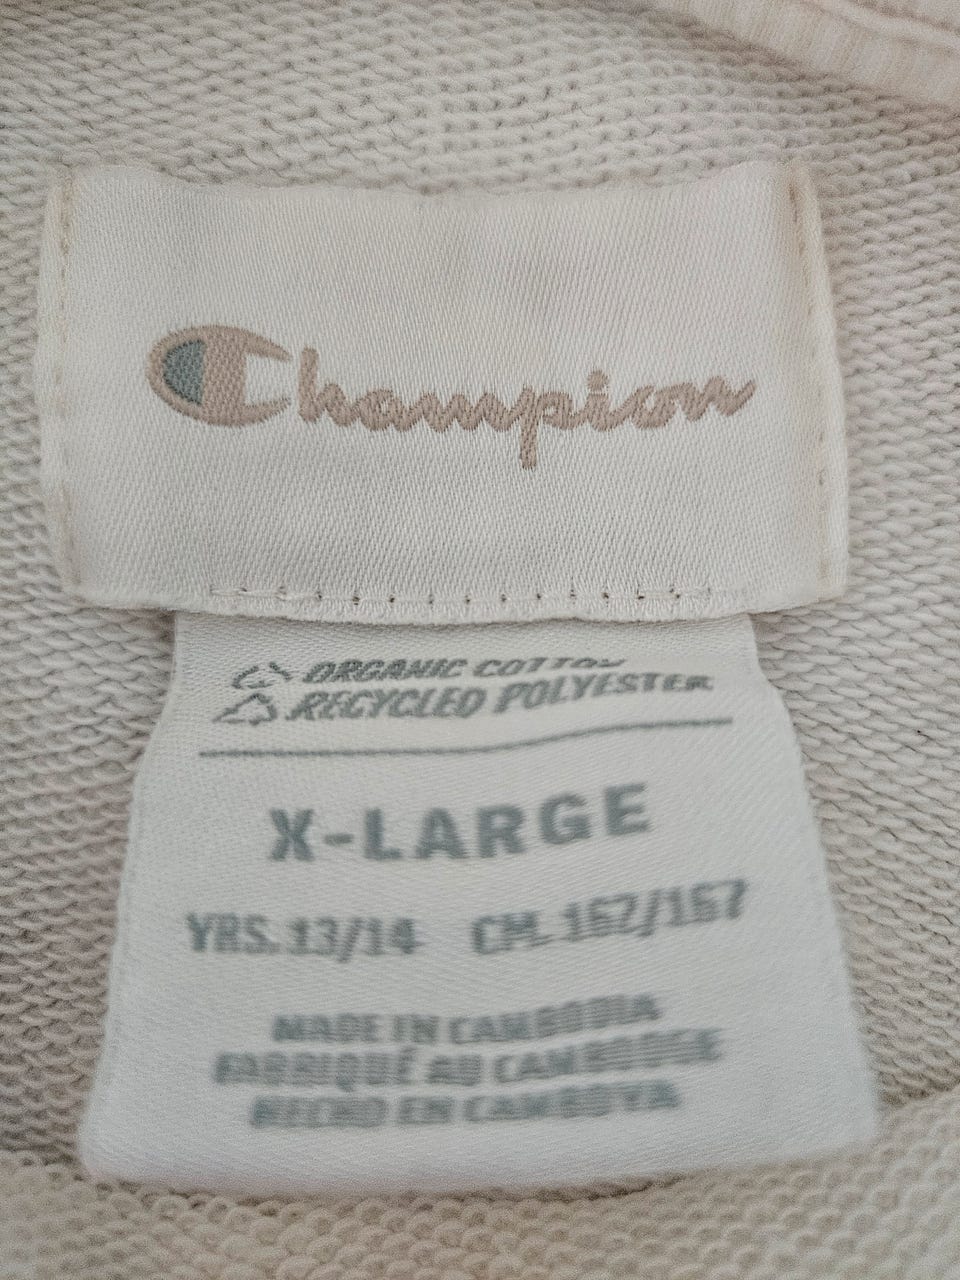 Champion
ORGANIC COTTON
RECYCLED POLYESTER
X-LARGE
YRS. 13/14 CM. 157/167
MADE IN CAMBODIA
FABRIQUÉ AU CAMBODGE
HECHO EN CAMBOYA